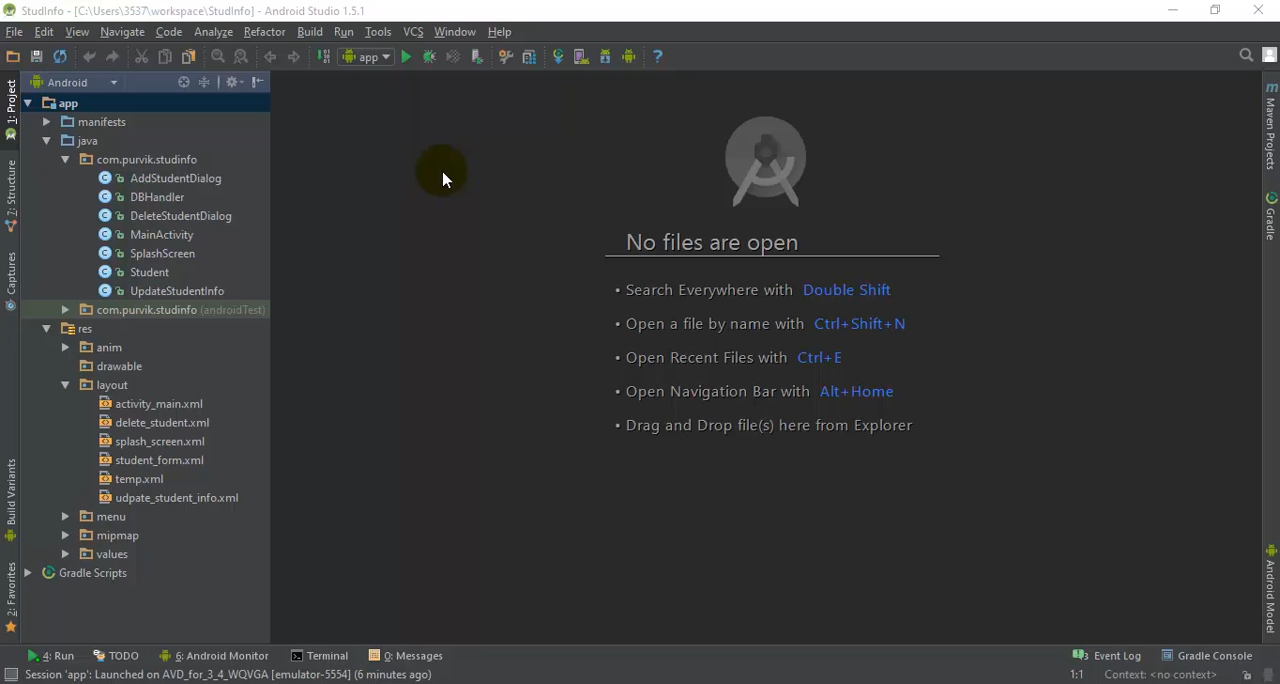 StudInfo - [C:\Users\3537\workspace\StudInfo] - Android Studio 1.5.1
File Edit View Navigate Code Analyze Refactor Build Run Tools VCS Window Help
app
Android
1: Project
7: Structure
Captures
Build Variants
2: Favorites
app
manifests
java
com.purvik.studinfo
AddStudentDialog
DBHandler
DeleteStudentDialog
MainActivity
SplashScreen
Student
UpdateStudentInfo
com.purvik.studinfo (androidTest)
res
anim
drawable
layout
activity_main.xml
delete_student.xml
splash_screen.xml
student_form.xml
temp.xml
udpate_student_info.xml
menu
mipmap
values
Gradle Scripts
No files are open
• Search Everywhere with Double Shift
• Open a file by name with Ctrl+Shift+N
• Open Recent Files with Ctrl+E
• Open Navigation Bar with Alt+Home
• Drag and Drop file(s) here from Explorer
Maven Projects
Gradle
Android Model
4: Run TODO 6: Android Monitor Terminal 0: Messages 3 Event Log Gradle Console
Session 'app': Launched on AVD_for_3_4_WQVGA [emulator-5554] (6 minutes ago) 1:1 Context: <no context>